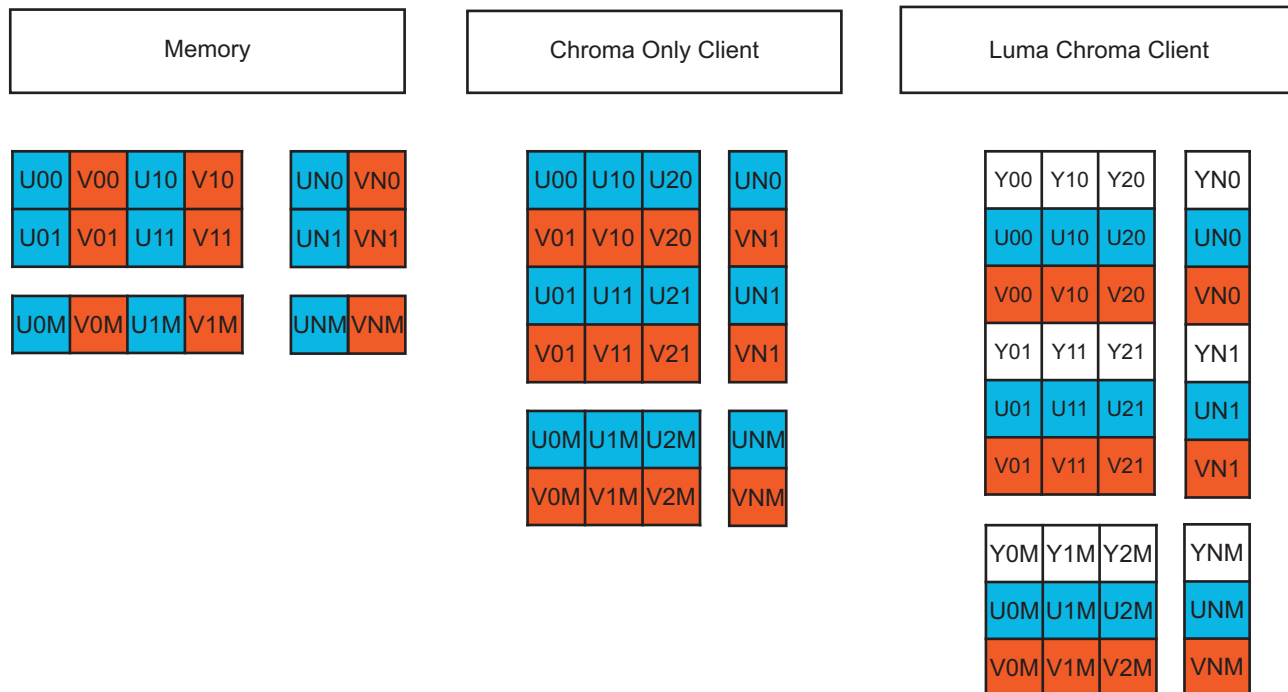 Memory
U00 V00 U10 V10 UN0 VN0
U01 V01 U11 V11 UN1 VN1
U0M V0M U1M V1M UNM VNM
Chroma Only Client
U00 U10 U20 UN0
V01 V10 V20 VN1
U01 U11 U21 UN1
V01 V11 V21 VN1
U0M U1M U2M UNM
V0M V1M V2M VNM
Luma Chroma Client
Y00 Y10 Y20 YN0
U00 U10 U20 UN0
V00 V10 V20 VN0
Y01 Y11 Y21 YN1
U01 U11 U21 UN1
V01 V11 V21 VN1
Y0M Y1M Y2M YNM
U0M U1M U2M UNM
V0M V1M V2M VNM